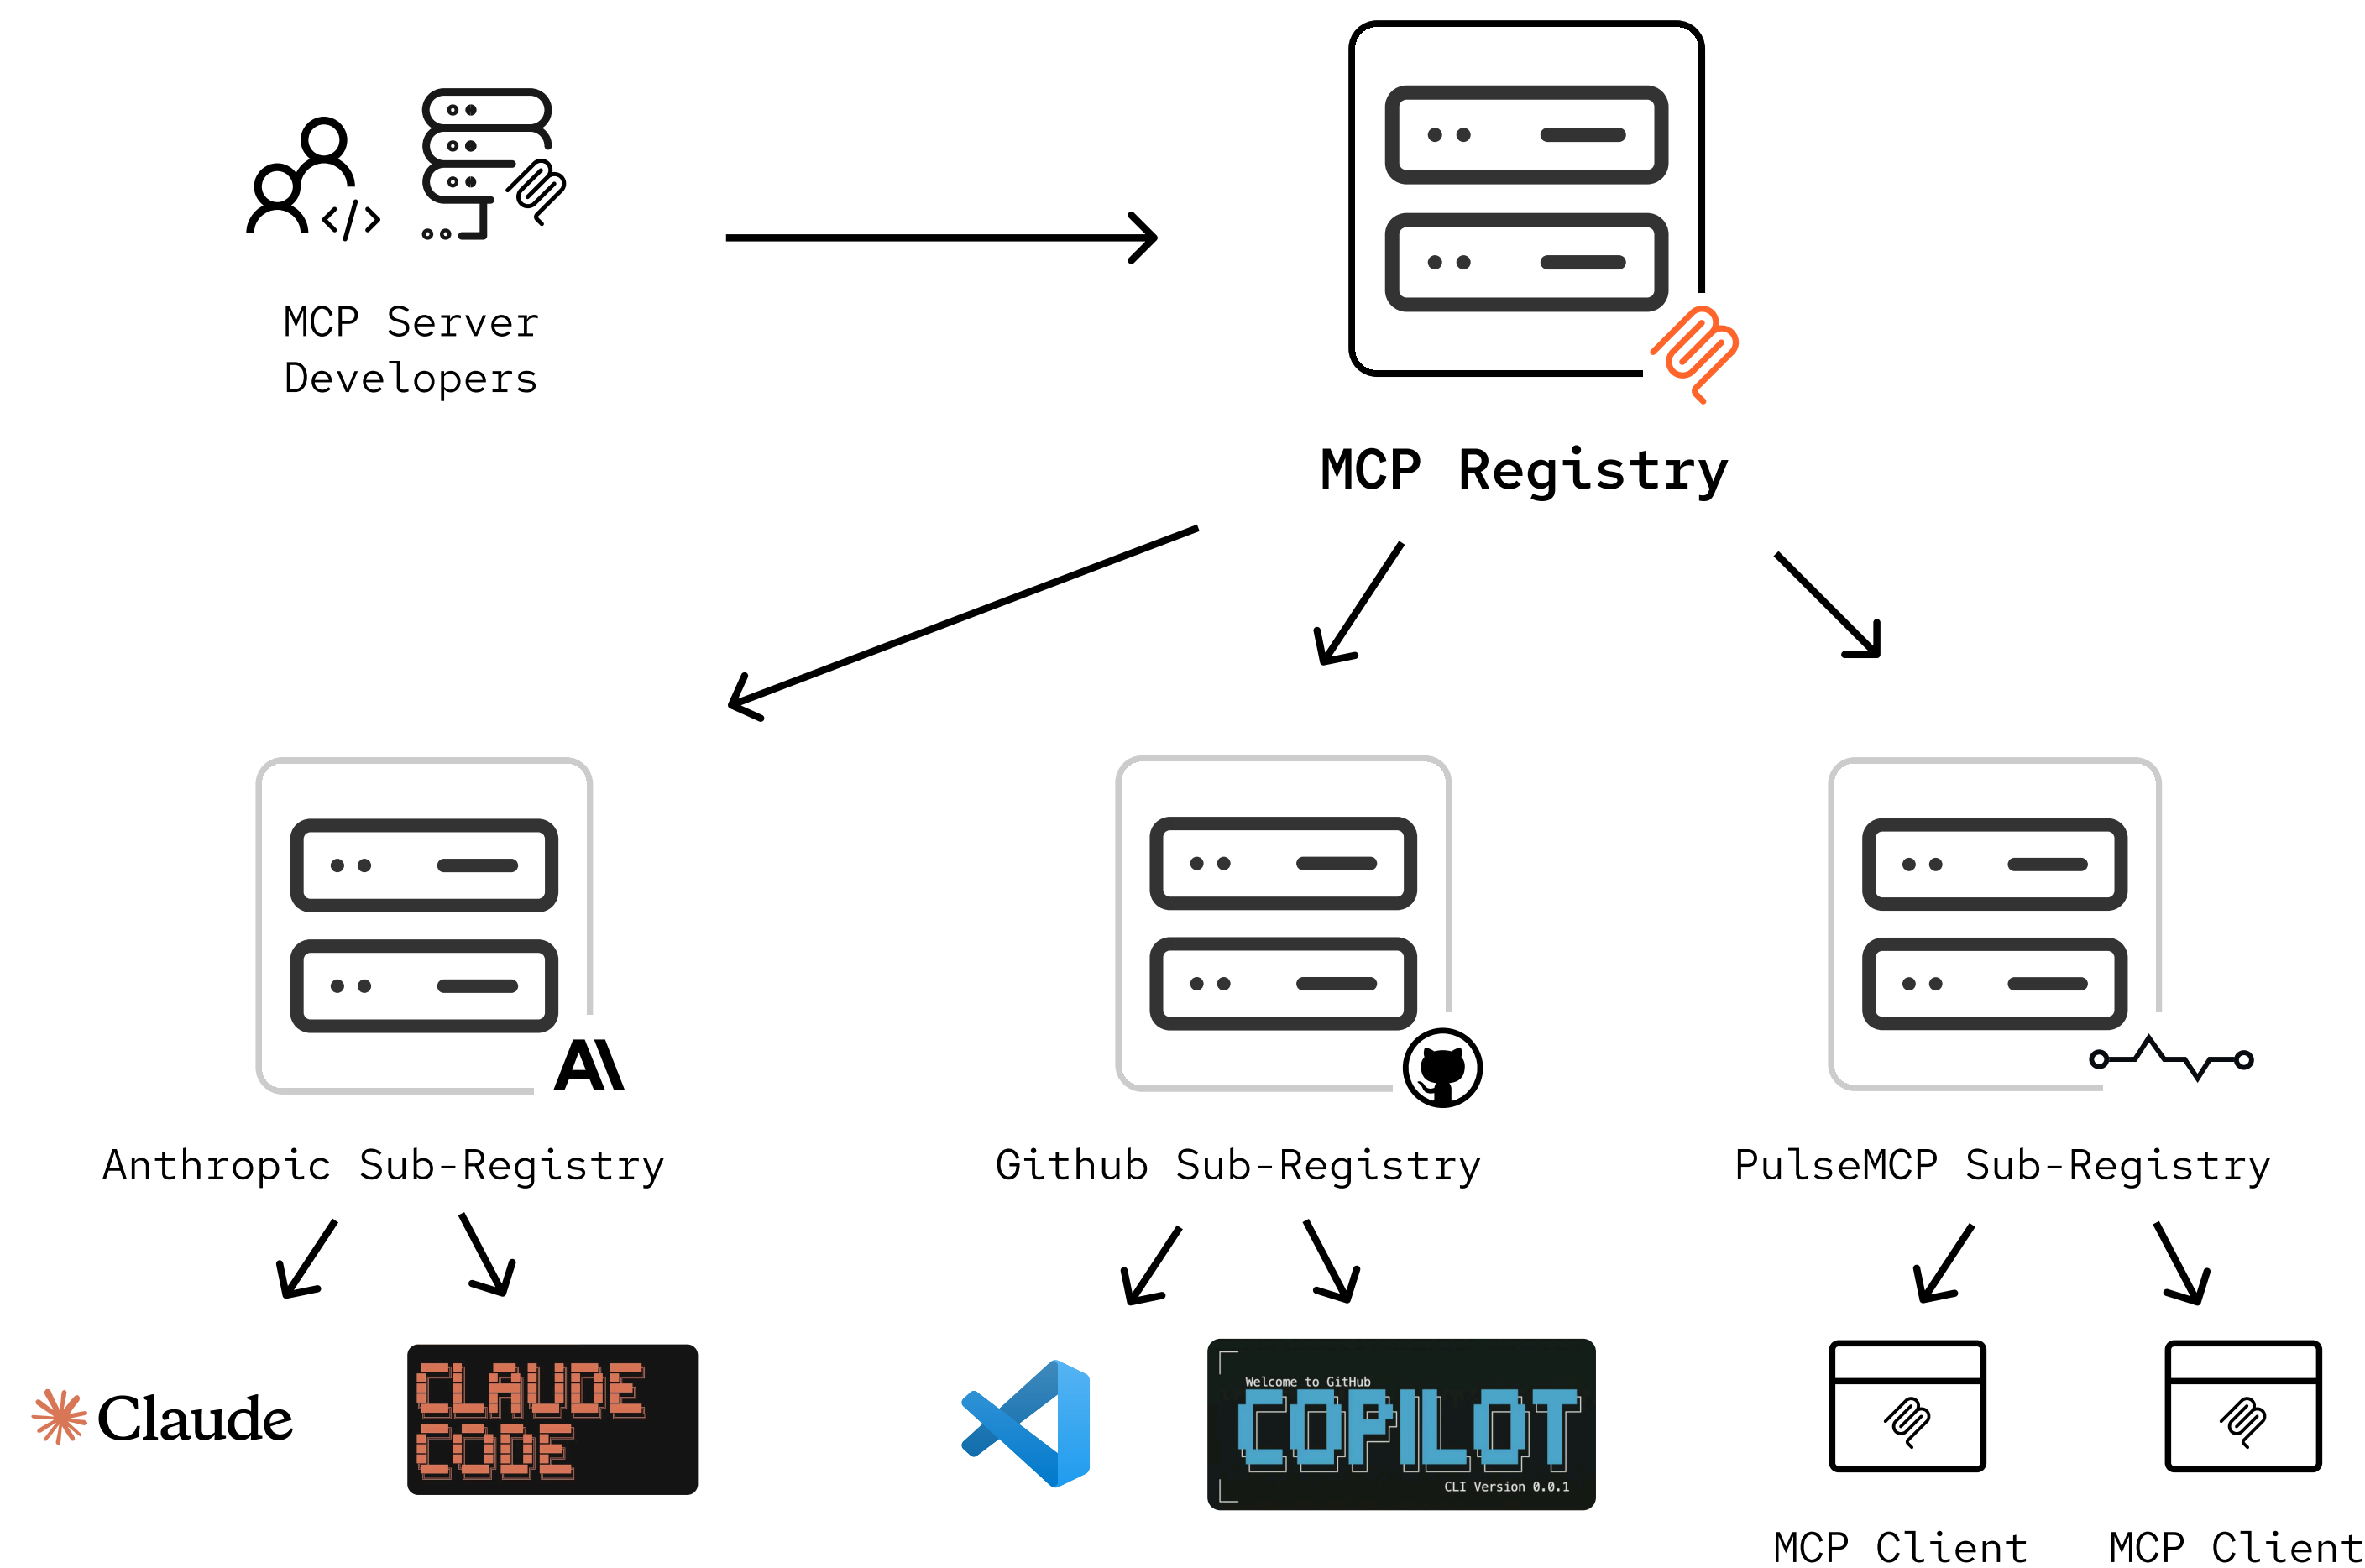 MCP Server
Developers
MCP Registry
Anthropic Sub-Registry
Github Sub-Registry
PulseMCP Sub-Registry
Claude
CLAUDE
CODE
Welcome to GitHub
COPILOT
CLI Version 0.0.1
MCP Client
MCP Client